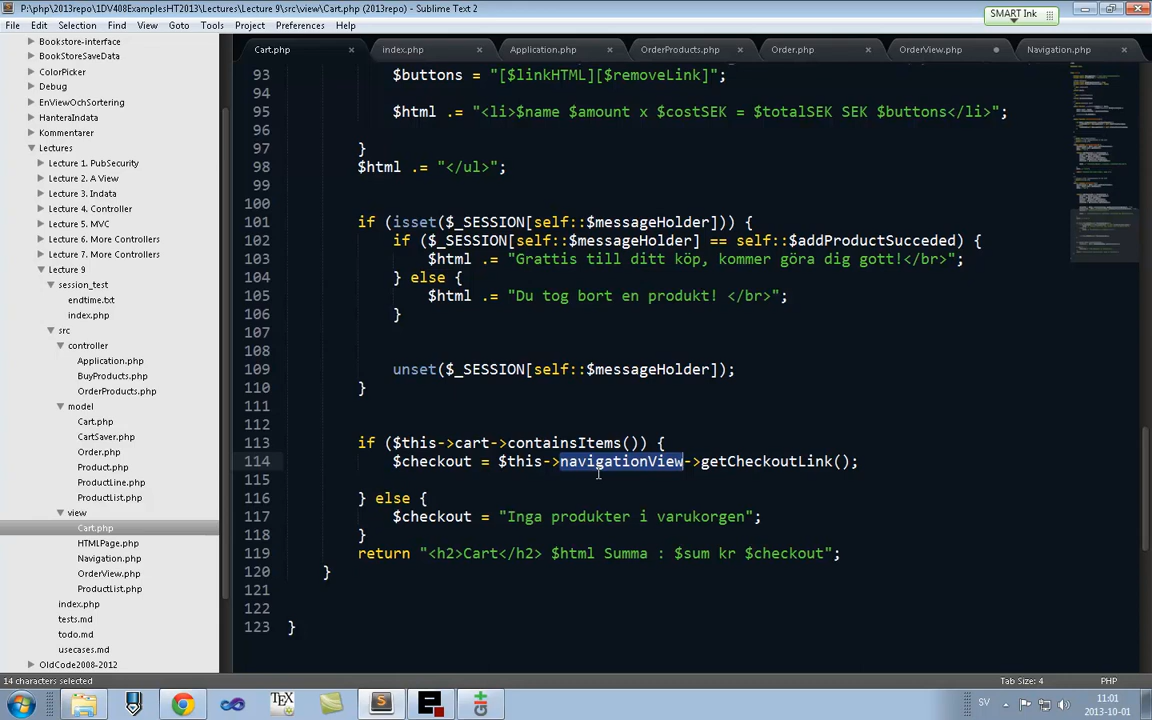 P:\php\2013repo\1DV408ExamplesHT2013\Lectures\Lecture 9\src\view\Cart.php (2013repo) - Sublime Text 2
SMART Ink
File Edit Selection Find View Goto Tools Project Preferences Help
Bookstore-interface
BookStoreSaveData
ColorPicker
Debug
EnViewOchSortering
HanteraIndata
Kommentarer
Lectures
Lecture 1. PubSecurity
Lecture 2. A View
Lecture 3. Indata
Lecture 4. Controller
Lecture 5. MVC
Lecture 6. More Controllers
Lecture 7. More Controllers
Lecture 9
session_test
endtime.txt
index.php
src
controller
Application.php
BuyProducts.php
OrderProducts.php
model
Cart.php
CartSaver.php
Order.php
Product.php
ProductLine.php
view
Cart.php
HTMLPage.php
Navigation.php
OrderView.php
ProductList.php
index.php
tests.md
todo.md
usecases.md
OldCode2008-2012
Cart.php index.php Application.php OrderProducts.php Order.php OrderView.php Navigation.php
93 $buttons = "[$linkHTML][$removeLink]";
94
95 $html .= "<li>$name $amount x $costSEK = $totalSEK SEK $buttons</li>";
96
97 }
98 $html .= "</ul>";
99
100
101 if (isset($_SESSION[self::$messageHolder])) {
102 if ($_SESSION[self::$messageHolder] == self::$addProductSucceded) {
103 $html .= "Grattis till ditt köp, kommer göra dig gott!</br>";
104 } else {
105 $html .= "Du tog bort en produkt! </br>";
106 }
107
108
109 unset($_SESSION[self::$messageHolder]);
110 }
111
112
113 if ($this->cart->containsItems()) {
114 $checkout = $this->navigationView->getCheckoutLink();
115
116 } else {
117 $checkout = "Inga produkter i varukorgen";
118 }
119 return "<h2>Cart</h2> $html Summa : $sum kr $checkout";
120 }
121
122
123 }
14 characters selected
Tab Size: 4 PHP
SV
11:01
2013-10-01